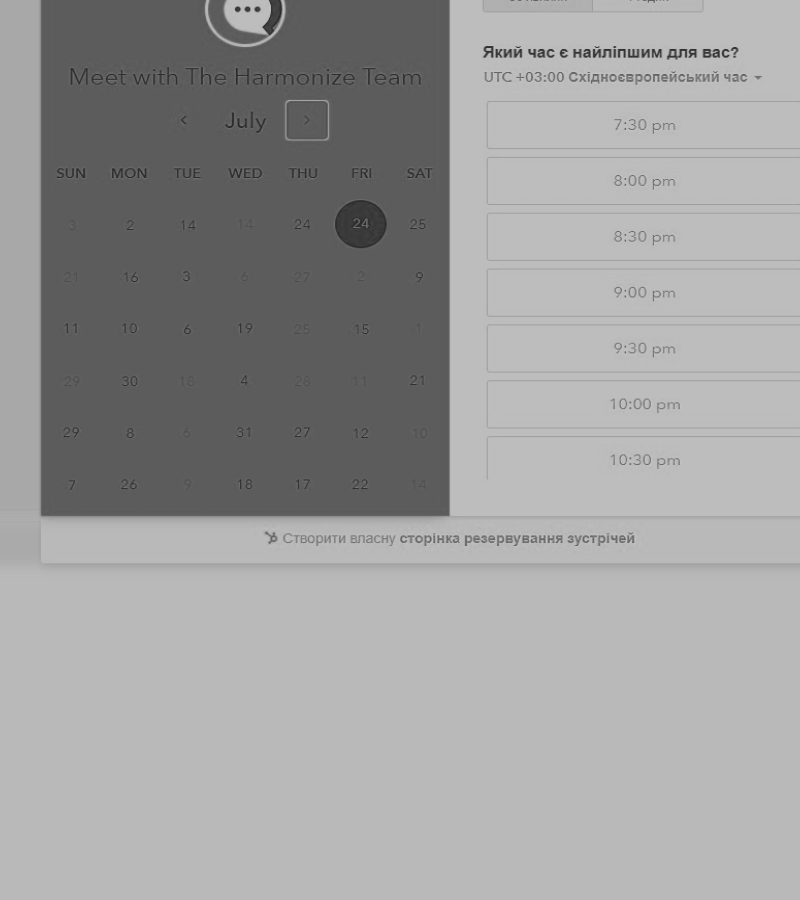 Meet with The Harmonize Team
July
SUN MON TUE WED THU FRI SAT
3 2 14 14 24 24 25
21 16 3 6 27 2 9
11 10 6 19 25 15 1
29 30 18 4 28 11 21
29 8 6 31 27 12 10
7 26 9 18 17 22 14
Який час є найліпшим для вас?
UTC +03:00 Східноєвропейський час
7:30 pm
8:00 pm
8:30 pm
9:00 pm
9:30 pm
10:00 pm
10:30 pm
Створити власну сторінка резервування зустрічей